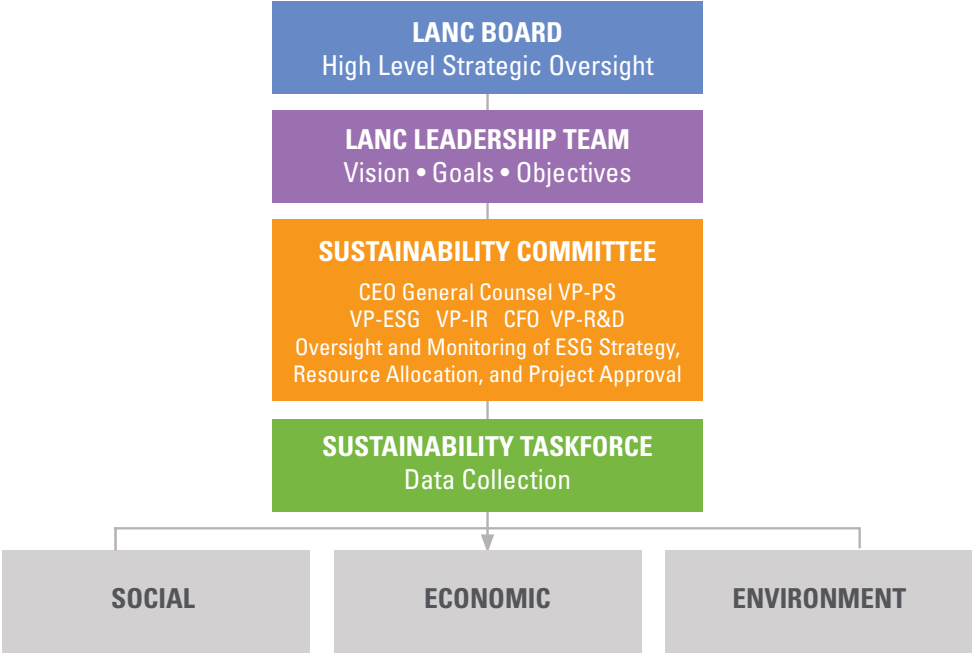 LANC BOARD
High Level Strategic Oversight
LANC LEADERSHIP TEAM
Vision • Goals • Objectives
SUSTAINABILITY COMMITTEE
CEO General Counsel VP-PS
VP-ESG VP-IR CFO VP-R&D
Oversight and Monitoring of ESG Strategy,
Resource Allocation, and Project Approval
SUSTAINABILITY TASKFORCE
Data Collection
SOCIAL
ECONOMIC
ENVIRONMENT